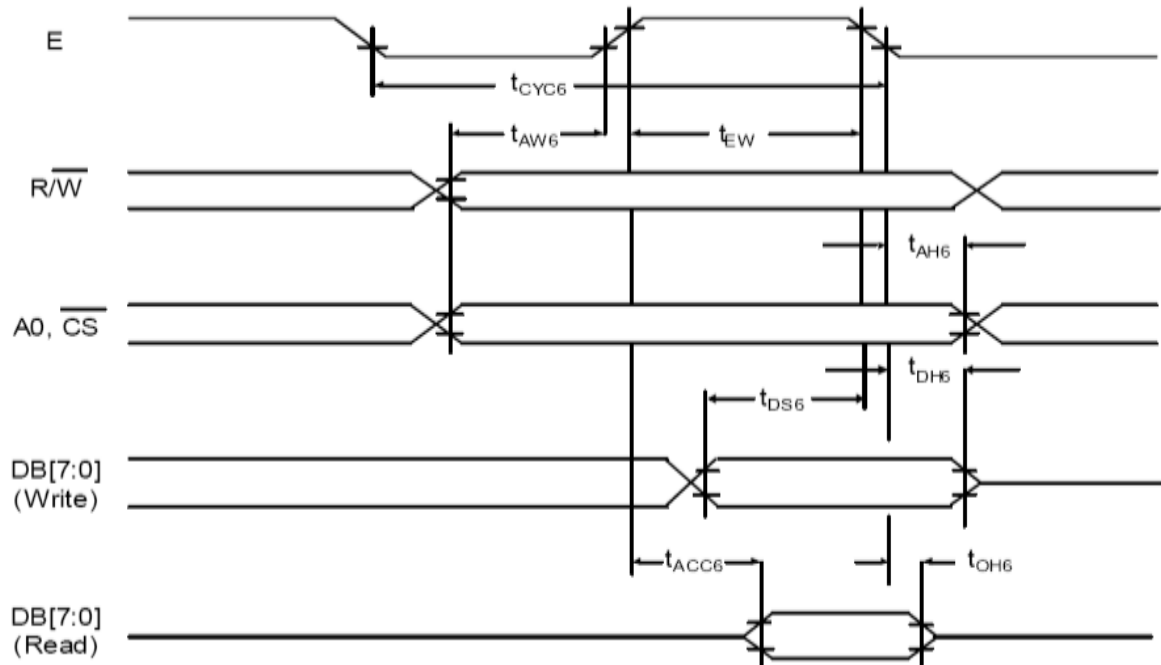 E
tCYC6
tAW6
tEW
R/W
tAH6
A0, CS
tDH6
tDS6
DB[7:0]
(Write)
tACC6
tOH6
DB[7:0]
(Read)